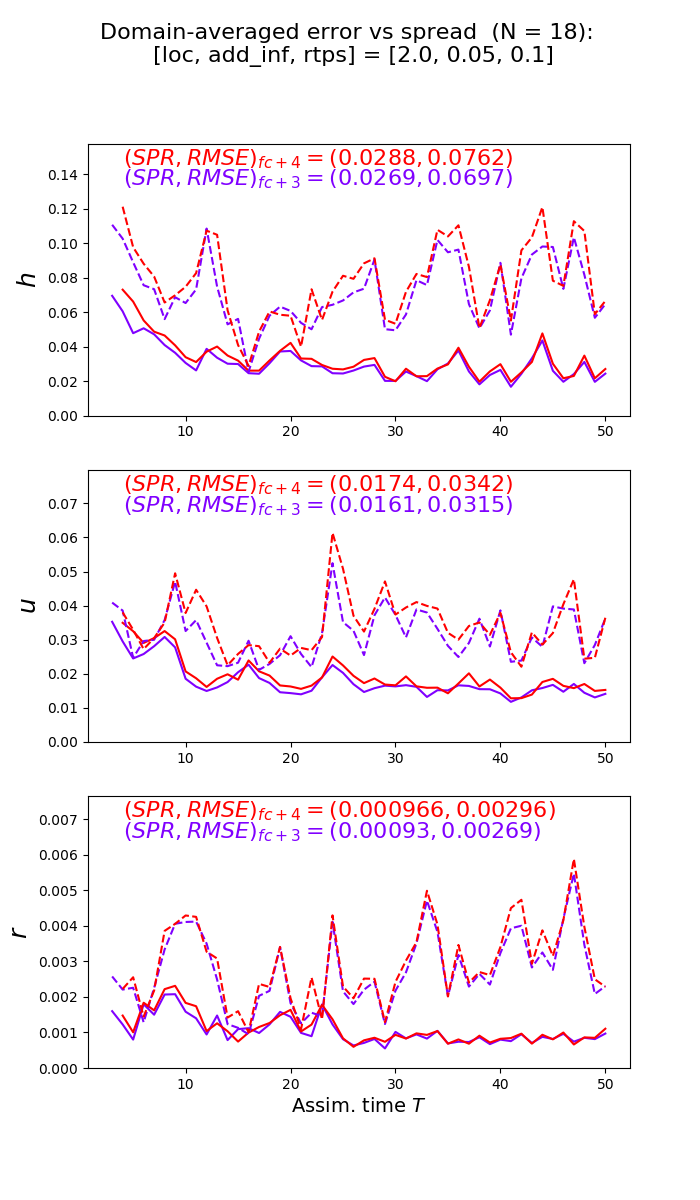 Domain-averaged error vs spread (N = 18):
[loc, add_inf, rtps] = [2.0, 0.05, 0.1]
(SPR, RMSE)fc+4 = (0.0288, 0.0762)
(SPR, RMSE)fc+3 = (0.0269, 0.0697)
0.14
0.12
0.10
0.08
0.06
0.04
0.02
0.00
h
10 20 30 40 50
(SPR, RMSE)fc+4 = (0.0174, 0.0342)
(SPR, RMSE)fc+3 = (0.0161, 0.0315)
0.07
0.06
0.05
0.04
0.03
0.02
0.01
0.00
u
10 20 30 40 50
(SPR, RMSE)fc+4 = (0.000966, 0.00296)
(SPR, RMSE)fc+3 = (0.00093, 0.00269)
0.007
0.006
0.005
0.004
0.003
0.002
0.001
0.000
r
10 20 30 40 50
Assim. time T